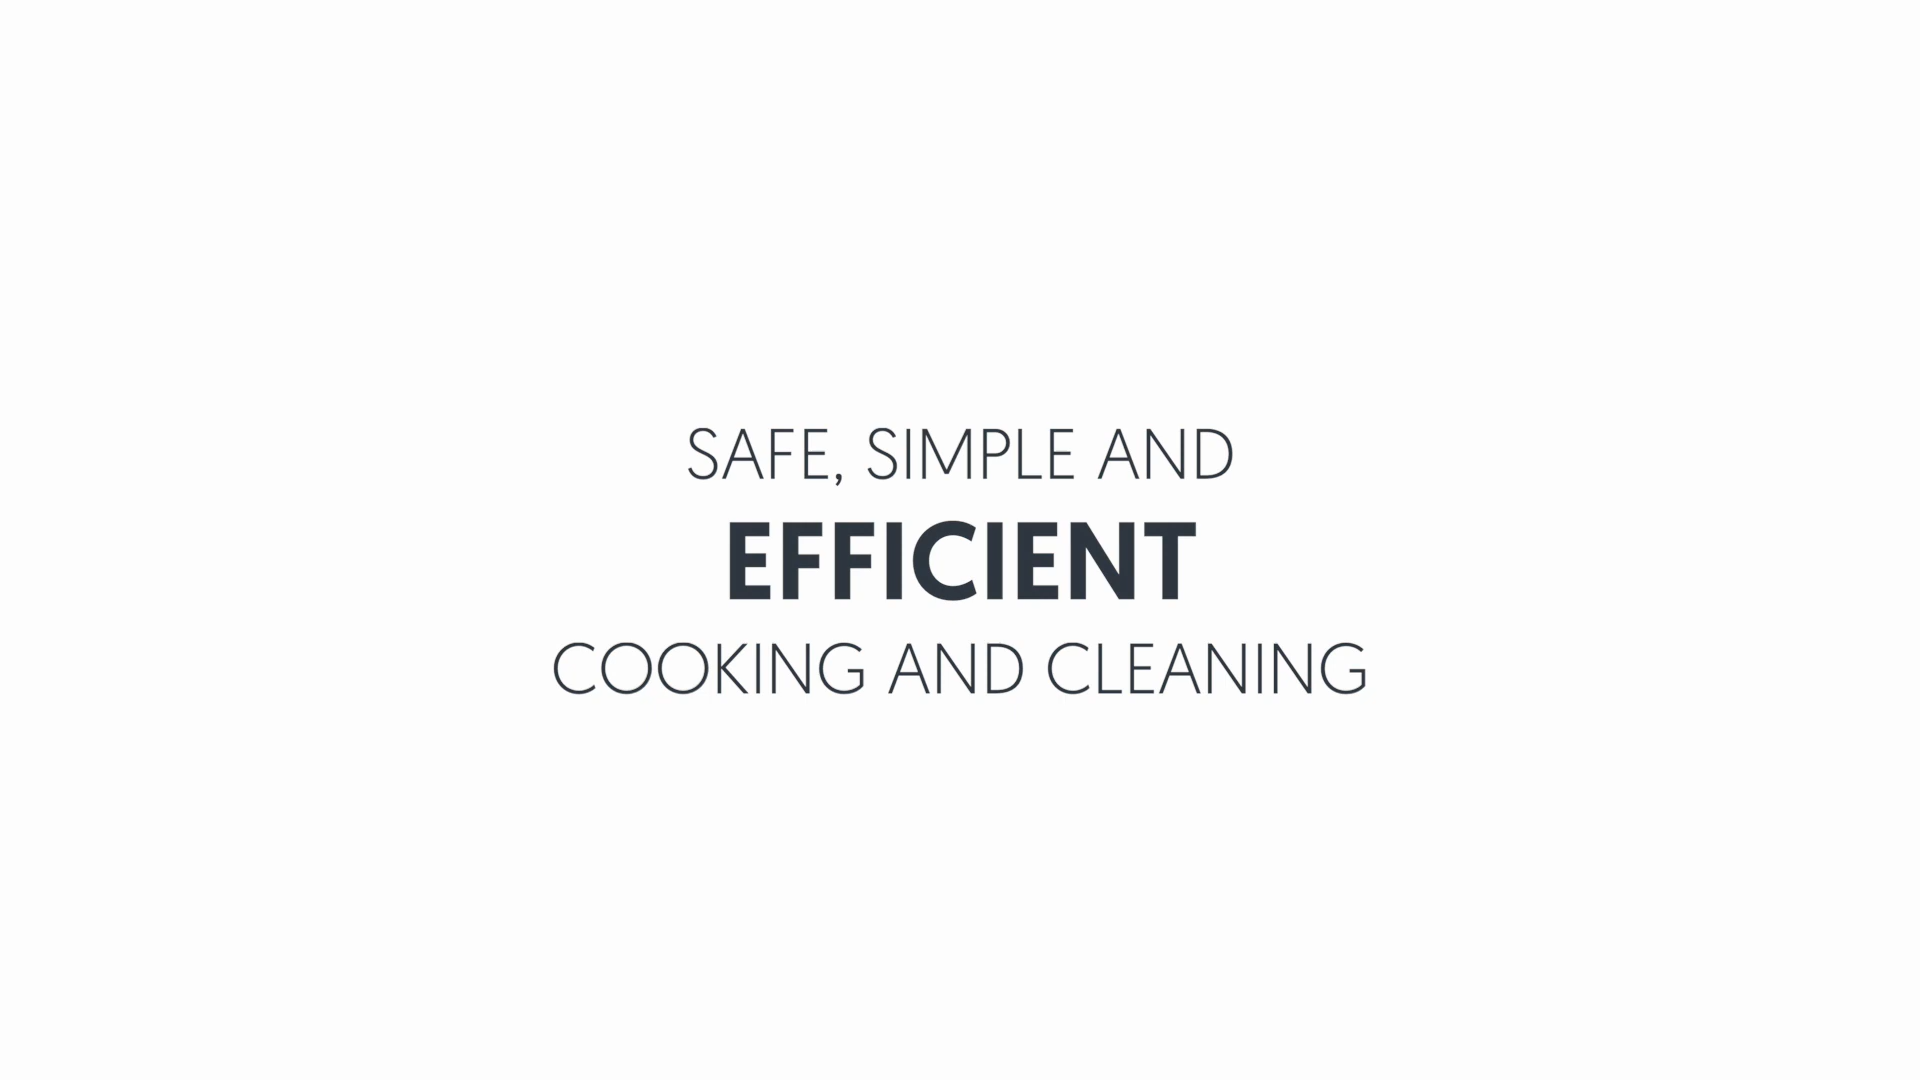 SAFE, SIMPLE AND
EFFICIENT
COOKING AND CLEANING